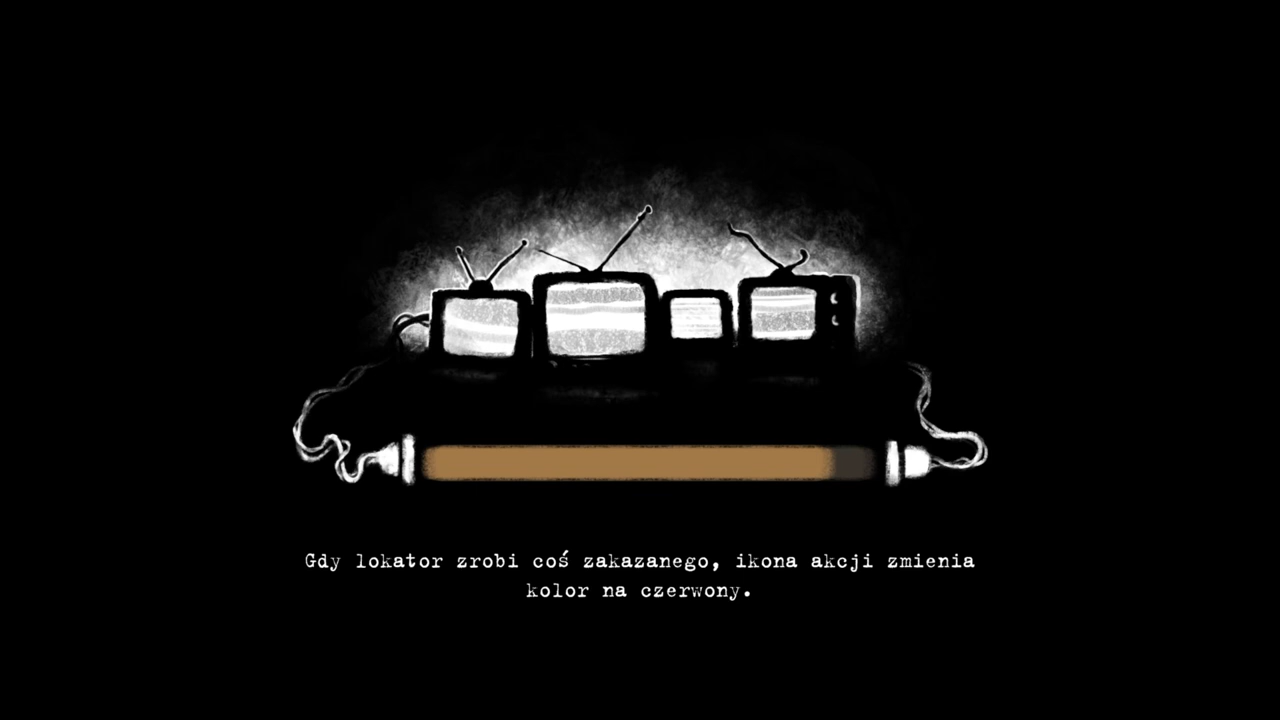 Gdy lokator zrobi coś zakazanego, ikona akcji zmienia
kolor na czerwony.